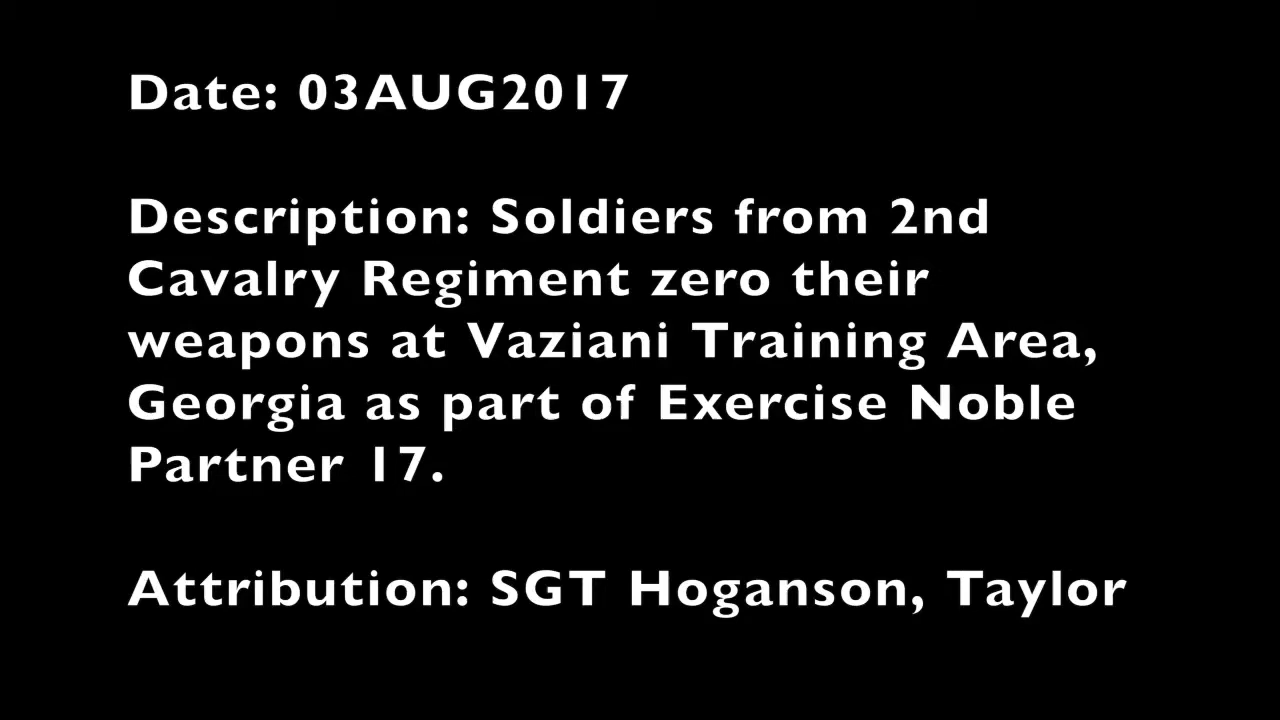 Date: 03AUG2017
Description: Soldiers from 2nd
Cavalry Regiment zero their
weapons at Vaziani Training Area,
Georgia as part of Exercise Noble
Partner 17.
Attribution: SGT Hoganson, Taylor